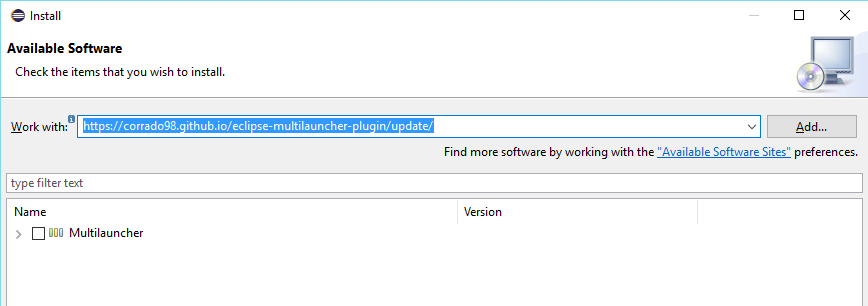 Install
Available Software
Check the items that you wish to install.
Work with: https://corrado98.github.io/eclipse-multilauncher-plugin/update/ Add...
Find more software by working with the "Available Software Sites" preferences.
type filter text
Name Version
Multilauncher